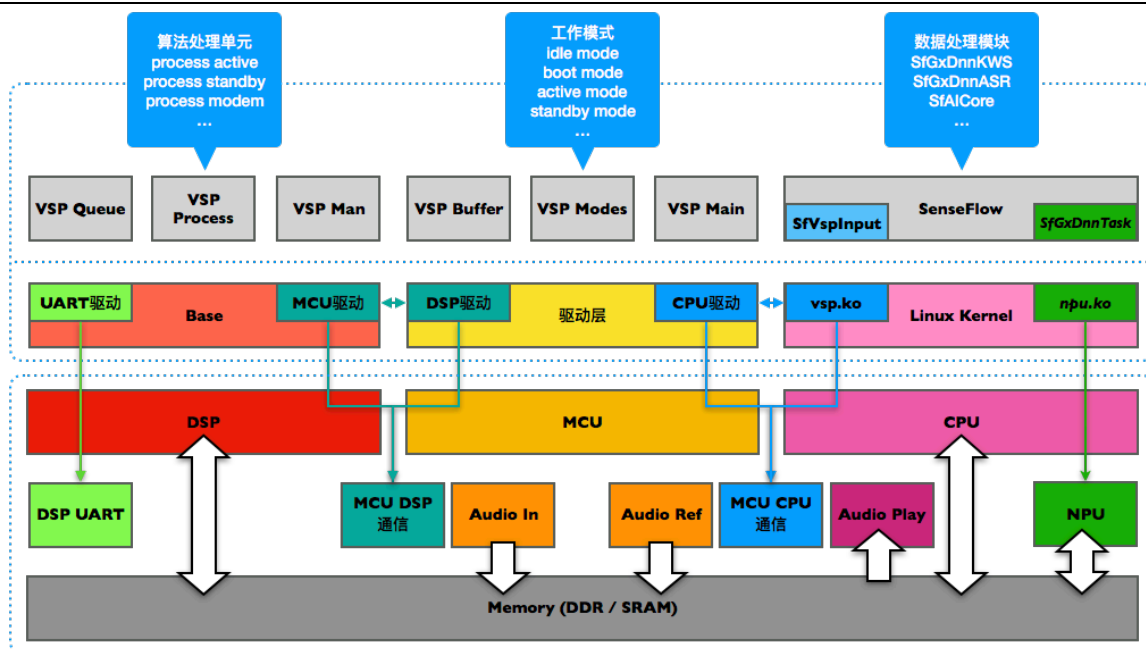 算法处理单元
process active
process standby
process modem
...
工作模式
idle mode
boot mode
active mode
standby mode
...
数据处理模块
SfGxDnnKWS
SfGxDnnASR
SfAICore
...
VSP Queue
VSP
Process
VSP Man
VSP Buffer
VSP Modes
VSP Main
SenseFlow
SfVspInput
SfGxDnnTask
UART驱动
Base
MCU驱动
DSP驱动
驱动层
CPU驱动
vsp.ko
Linux Kernel
npu.ko
DSP
MCU
CPU
DSP UART
MCU DSP
通信
Audio In
Audio Ref
MCU CPU
通信
Audio Play
NPU
Memory (DDR / SRAM)